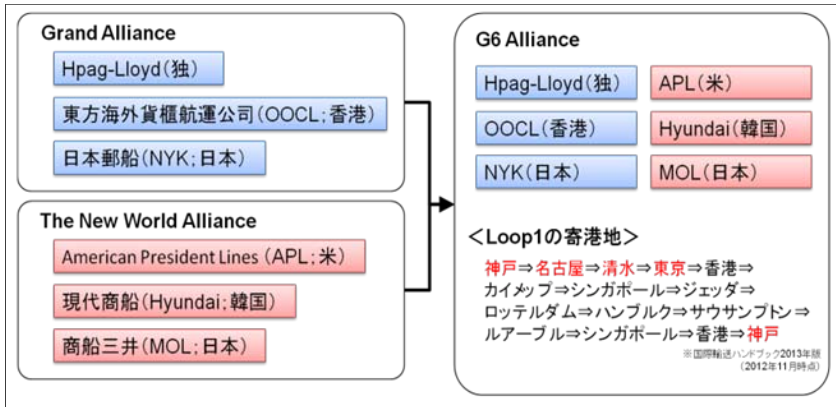 Grand Alliance
Hpag-Lloyd(独)
東方海外貨櫃航運公司(OOCL;香港)
日本郵船(NYK;日本)
The New World Alliance
American President Lines (APL;米)
現代商船(Hyundai;韓国)
商船三井(MOL;日本)
G6 Alliance
Hpag-Lloyd(独)
APL(米)
OOCL(香港)
Hyundai(韓国)
NYK(日本)
MOL(日本)
<Loop1の寄港地>
神戸⇒名古屋⇒清水⇒東京⇒香港⇒
カイメップ⇒シンガポール⇒ジェッダ⇒
ロッテルダム⇒ハンブルク⇒サウサンプトン⇒
ルアーブル⇒シンガポール⇒香港⇒神戸
※国際輸送ハンドブック2013年版
(2012年11月時点)